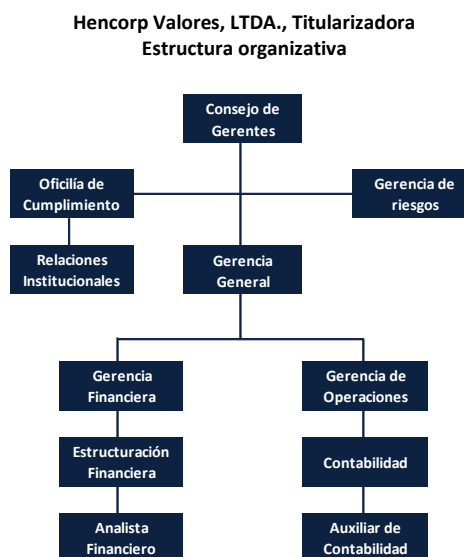 Hencorp Valores, LTDA., Titularizadora
Estructura organizativa
Consejo de
Gerentes
Oficilía de
Cumplimiento
Gerencia de
riesgos
Relaciones
Institucionales
Gerencia
General
Gerencia
Financiera
Gerencia de
Operaciones
Estructuración
Financiera
Contabilidad
Analista
Financiero
Auxiliar de
Contabilidad